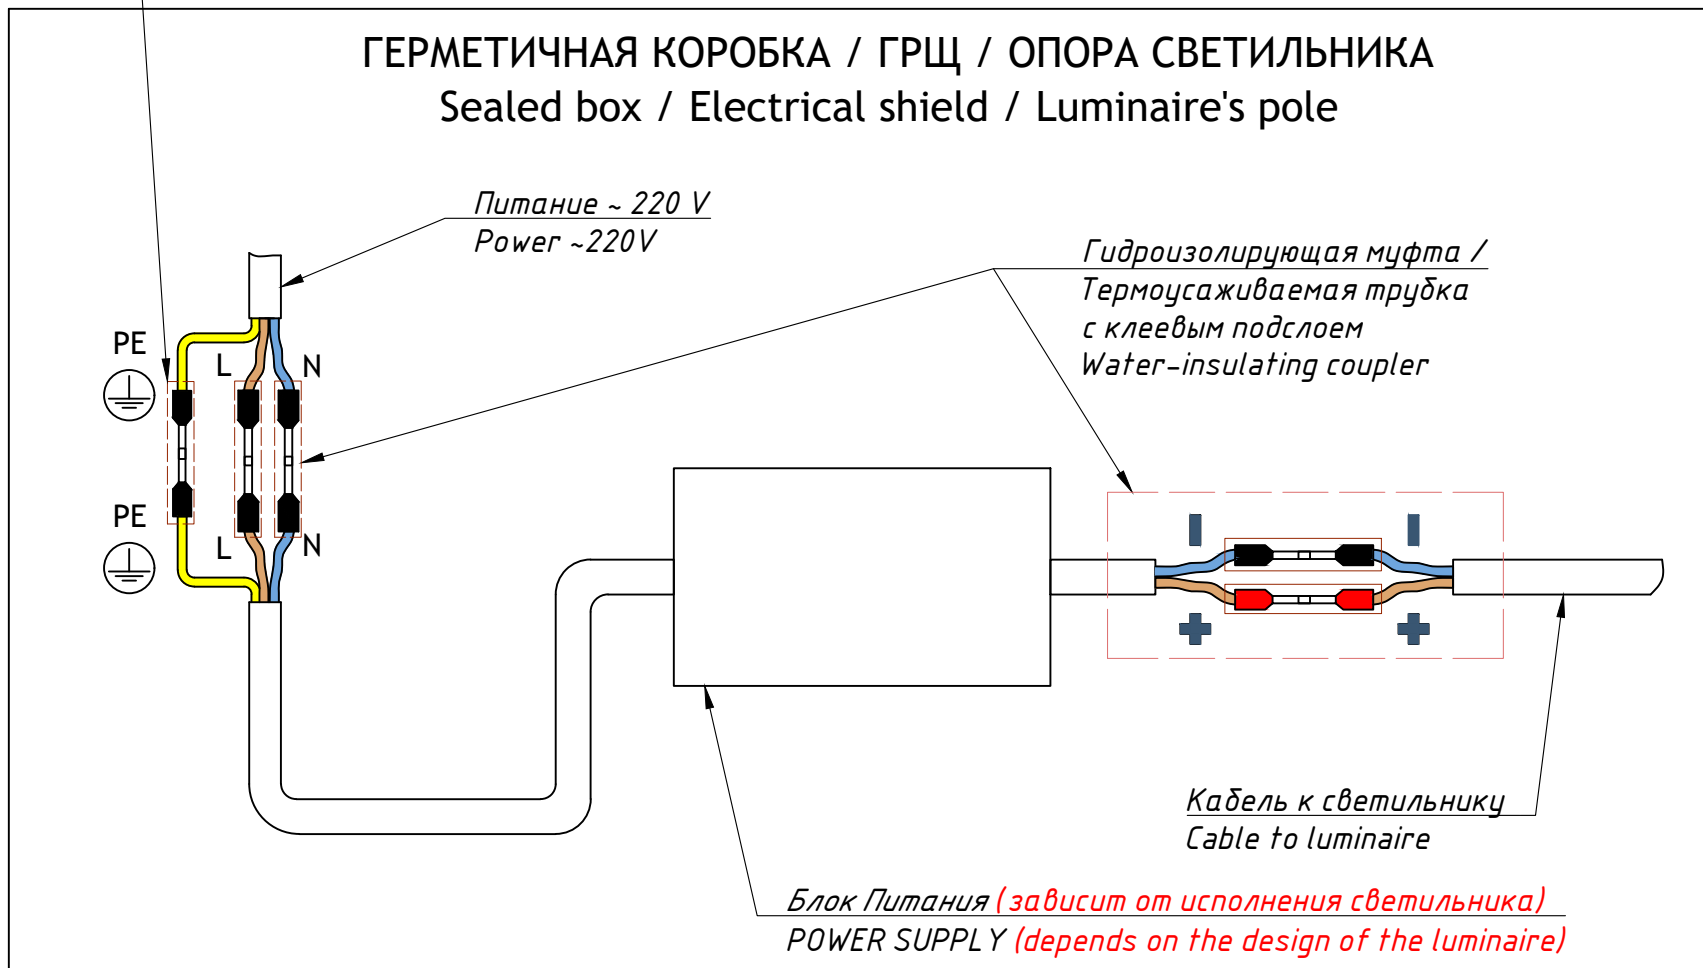 ГЕРМЕТИЧНАЯ КОРОБКА / ГРЩ / ОПОРА СВЕТИЛЬНИКА
Sealed box / Electrical shield / Luminaire's pole
Питание ~ 220 V
Power ~220V
Гидроизолирующая муфта /
Термоусаживаемая трубка
с клеевым подслоем
Water-insulating coupler
PE
L
N
PE
L
N
Кабель к светильнику
Cable to luminaire
Блок Питания (зависит от исполнения светильника)
POWER SUPPLY (depends on the design of the luminaire)